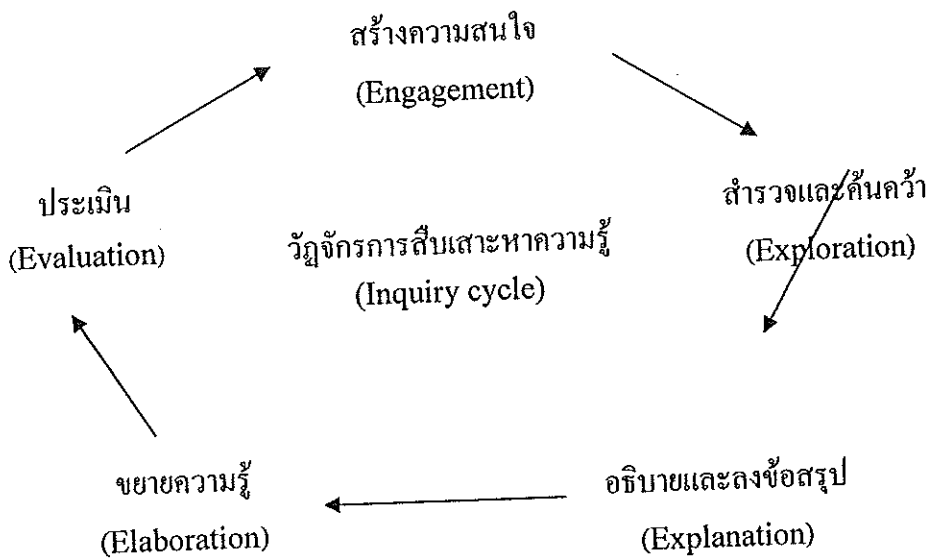 สร้างความสนใจ
(Engagement)
สำรวจและค้นคว้า
(Exploration)
ประเมิน
(Evaluation)
วัฏจักรการสืบเสาะหาความรู้
(Inquiry cycle)
อธิบายและลงข้อสรุป
(Explanation)
ขยายความรู้
(Elaboration)